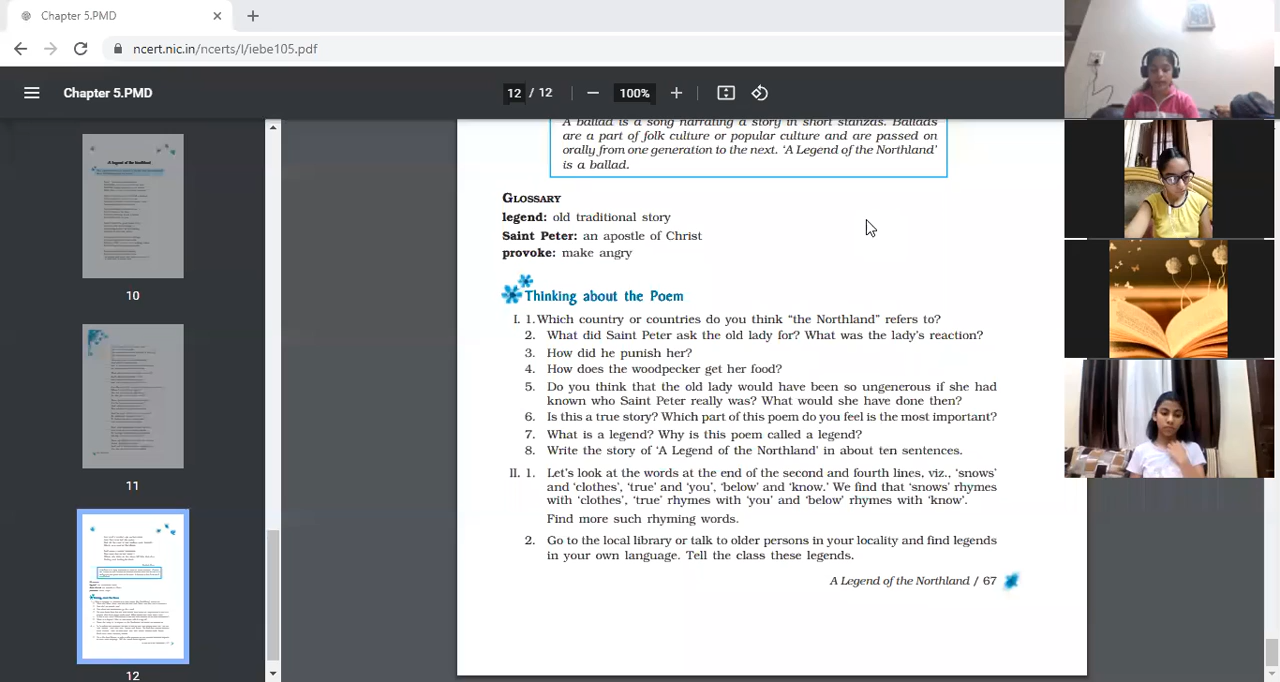 Chapter 5.PMD
ncert.nic.in/ncerts/l/iebe105.pdf
Chapter 5.PMD
12 / 12
100%
A ballad is a song narrating a story in short stanzas. Ballads
are a part of folk culture or popular culture and are passed on
orally from one generation to the next. 'A Legend of the Northland'
is a ballad.
GLOSSARY
legend: old traditional story
Saint Peter: an apostle of Christ
provoke: make angry
Thinking about the Poem
I. 1. Which country or countries do you think "the Northland" refers to?
2. What did Saint Peter ask the old lady for? What was the lady's reaction?
3. How did he punish her?
4. How does the woodpecker get her food?
5. Do you think that the old lady would have been so ungenerous if she had
known who Saint Peter really was? What would she have done then?
6. Is this a true story? Which part of this poem do you feel is the most important?
7. What is a legend? Why is this poem called a legend?
8. Write the story of 'A Legend of the Northland' in about ten sentences.
II. 1. Let's look at the words at the end of the second and fourth lines, viz., 'snows'
and 'clothes', 'true' and 'you', 'below' and 'know.' We find that 'snows' rhymes
with 'clothes', 'true' rhymes with 'you' and 'below' rhymes with 'know'.
Find more such rhyming words.
2. Go to the local library or talk to older persons in your locality and find legends
in your own language. Tell the class these legends.
A Legend of the Northland / 67
10
11
12